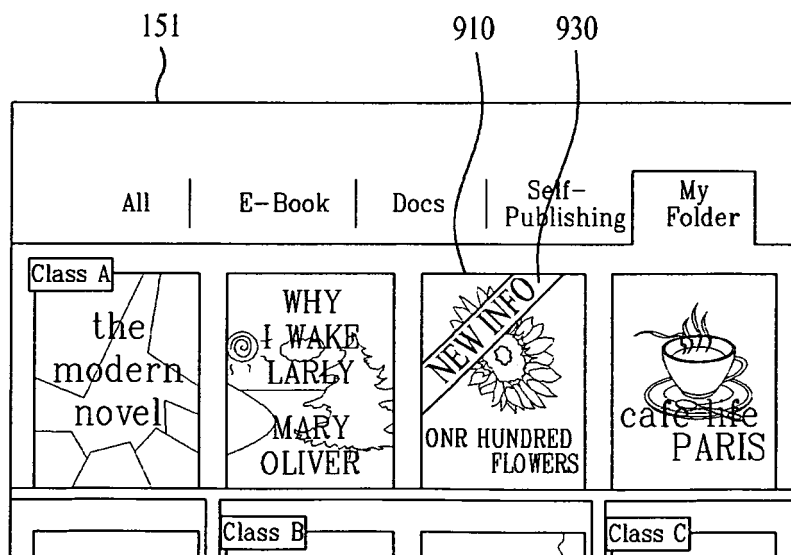 151 910 930
All E-Book Docs Self-Publishing My Folder
Class A
the
modern
novel
WHY
I WAKE
LARLY
MARY
OLIVER
NEW INFO
ONR HUNDRED
FLOWERS
cafe life
PARIS
Class B
Class C